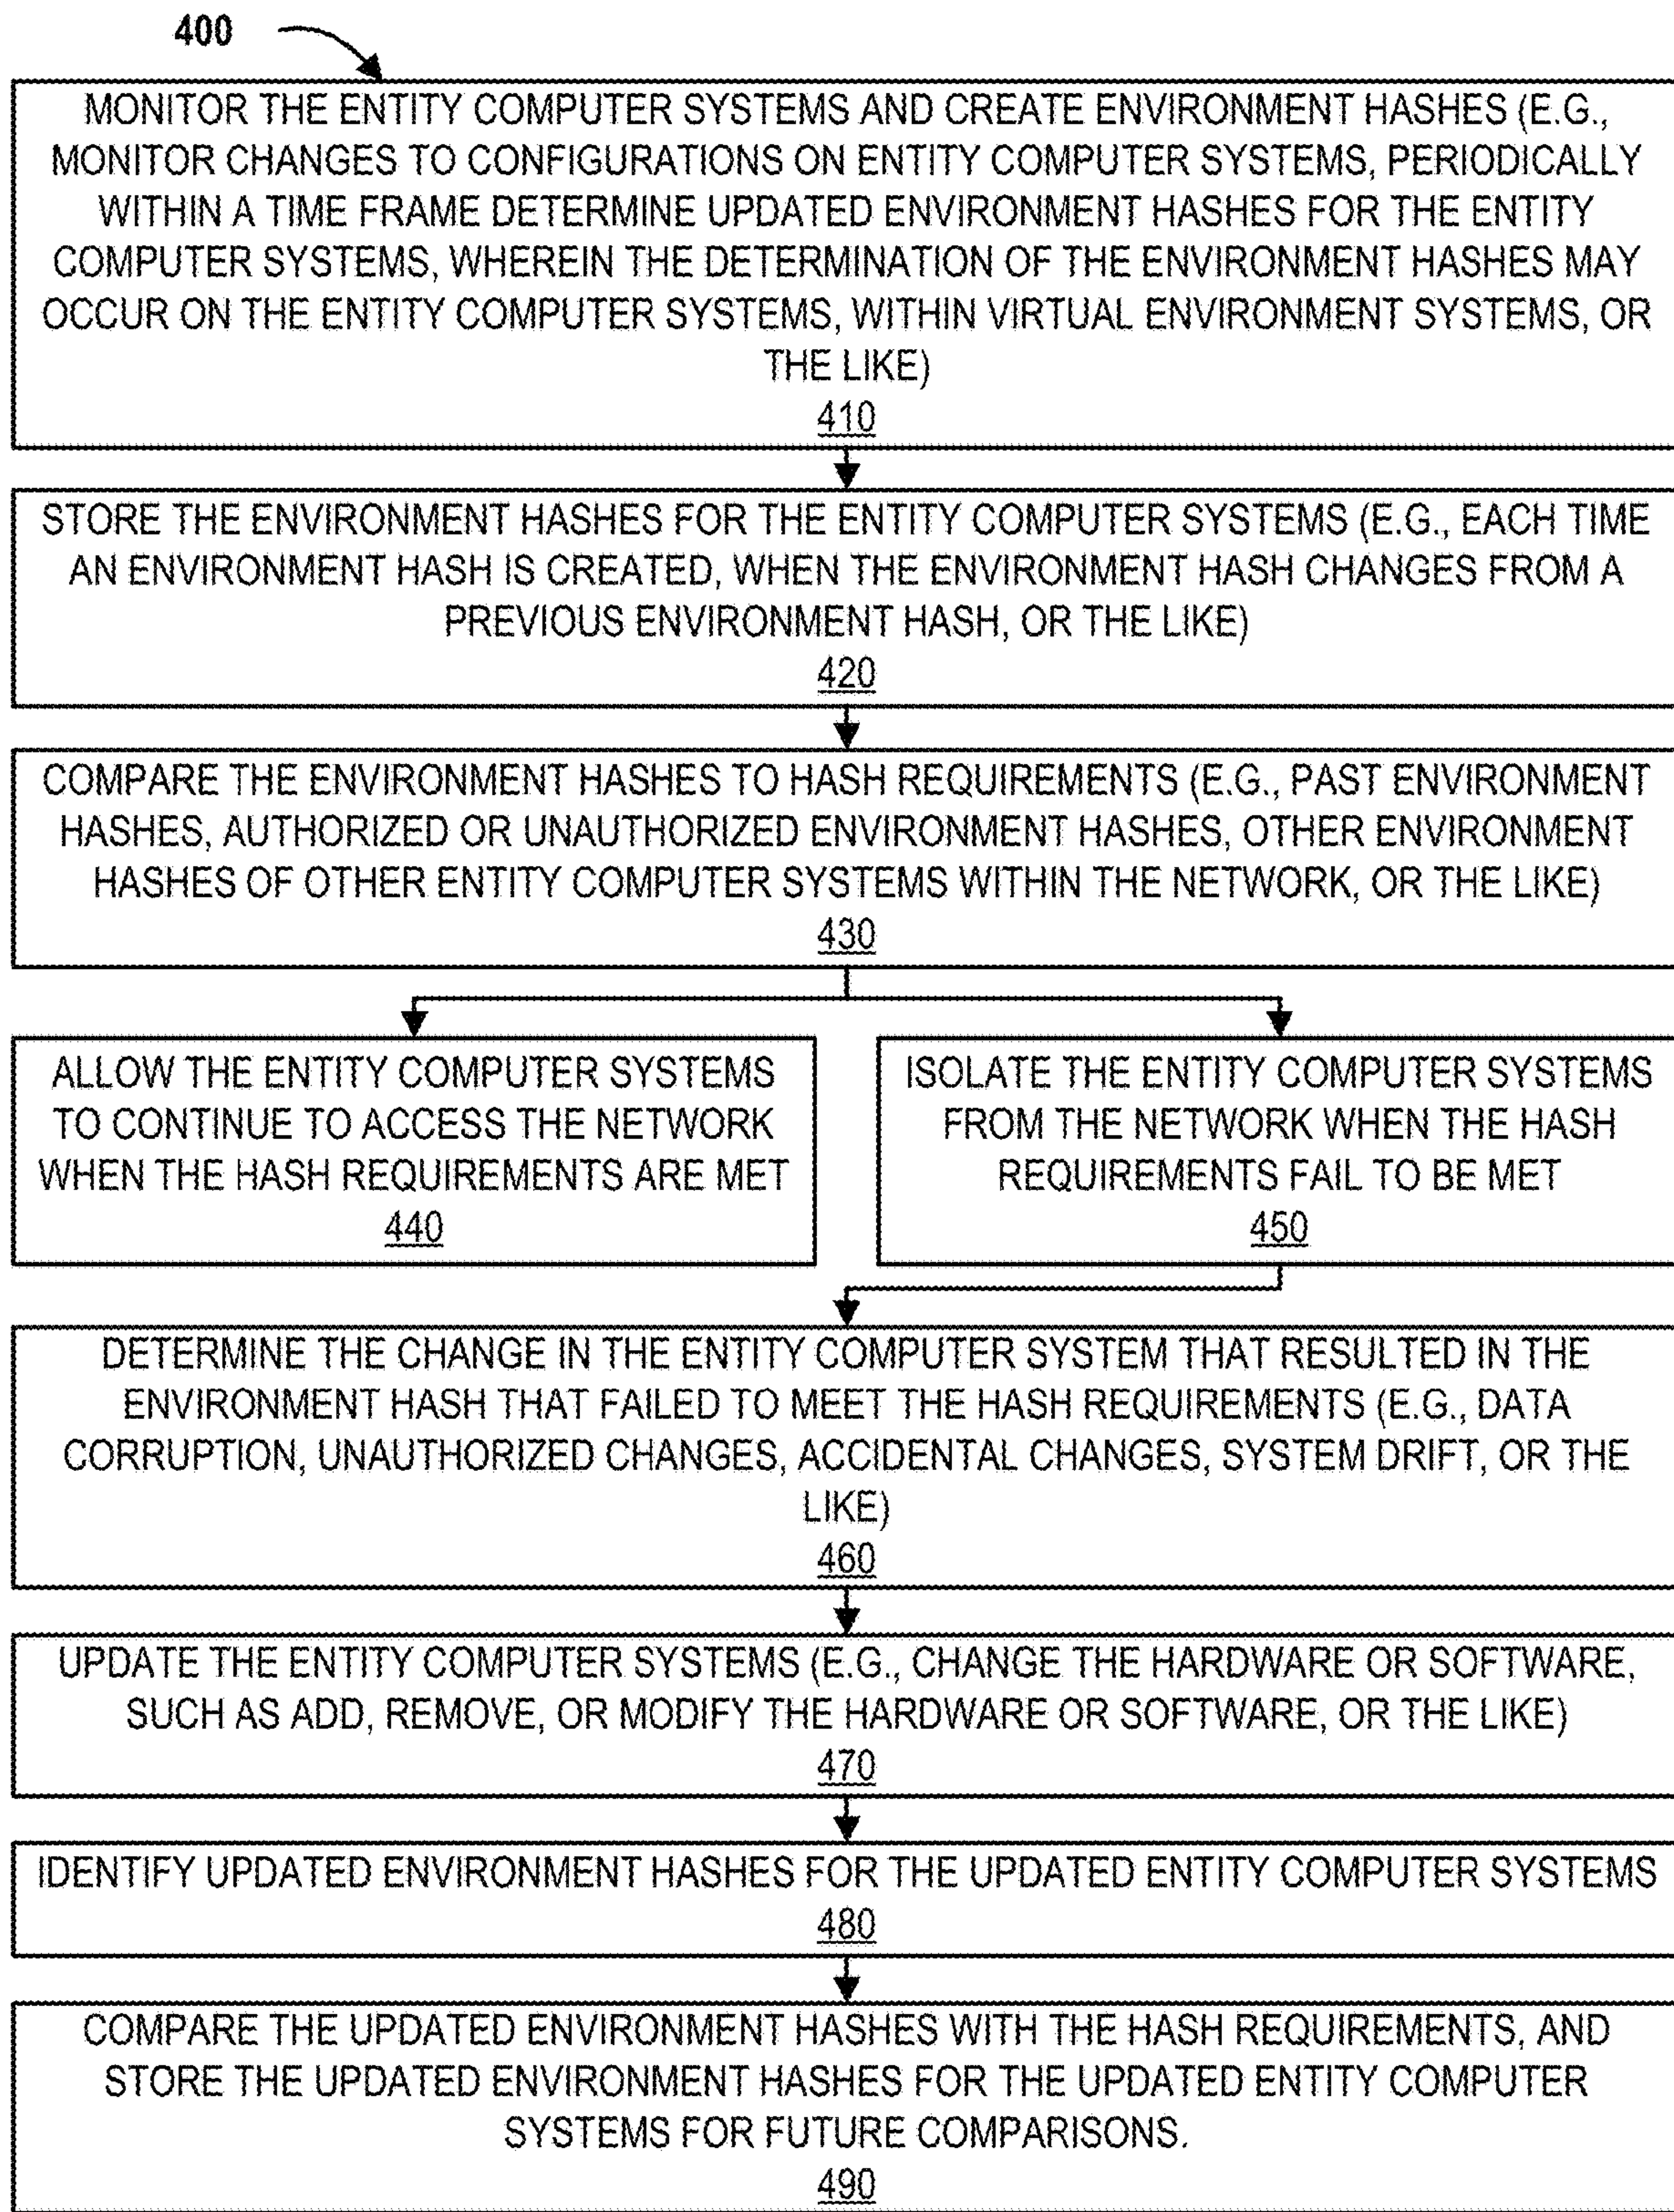 400
MONITOR THE ENTITY COMPUTER SYSTEMS AND CREATE ENVIRONMENT HASHES (E.G.,
MONITOR CHANGES TO CONFIGURATIONS ON ENTITY COMPUTER SYSTEMS, PERIODICALLY
WITHIN A TIME FRAME DETERMINE UPDATED ENVIRONMENT HASHES FOR THE ENTITY
COMPUTER SYSTEMS, WHEREIN THE DETERMINATION OF THE ENVIRONMENT HASHES MAY
OCCUR ON THE ENTITY COMPUTER SYSTEMS, WITHIN VIRTUAL ENVIRONMENT SYSTEMS, OR
THE LIKE)
410
STORE THE ENVIRONMENT HASHES FOR THE ENTITY COMPUTER SYSTEMS (E.G., EACH TIME
AN ENVIRONMENT HASH IS CREATED, WHEN THE ENVIRONMENT HASH CHANGES FROM A
PREVIOUS ENVIRONMENT HASH, OR THE LIKE)
420
COMPARE THE ENVIRONMENT HASHES TO HASH REQUIREMENTS (E.G., PAST ENVIRONMENT
HASHES, AUTHORIZED OR UNAUTHORIZED ENVIRONMENT HASHES, OTHER ENVIRONMENT
HASHES OF OTHER ENTITY COMPUTER SYSTEMS WITHIN THE NETWORK, OR THE LIKE)
430
ALLOW THE ENTITY COMPUTER SYSTEMS
TO CONTINUE TO ACCESS THE NETWORK
WHEN THE HASH REQUIREMENTS ARE MET
440
ISOLATE THE ENTITY COMPUTER SYSTEMS
FROM THE NETWORK WHEN THE HASH
REQUIREMENTS FAIL TO BE MET
450
DETERMINE THE CHANGE IN THE ENTITY COMPUTER SYSTEM THAT RESULTED IN THE
ENVIRONMENT HASH THAT FAILED TO MEET THE HASH REQUIREMENTS (E.G., DATA
CORRUPTION, UNAUTHORIZED CHANGES, ACCIDENTAL CHANGES, SYSTEM DRIFT, OR THE
LIKE)
460
UPDATE THE ENTITY COMPUTER SYSTEMS (E.G., CHANGE THE HARDWARE OR SOFTWARE,
SUCH AS ADD, REMOVE, OR MODIFY THE HARDWARE OR SOFTWARE, OR THE LIKE)
470
IDENTIFY UPDATED ENVIRONMENT HASHES FOR THE UPDATED ENTITY COMPUTER SYSTEMS
480
COMPARE THE UPDATED ENVIRONMENT HASHES WITH THE HASH REQUIREMENTS, AND
STORE THE UPDATED ENVIRONMENT HASHES FOR THE UPDATED ENTITY COMPUTER
SYSTEMS FOR FUTURE COMPARISONS.
490